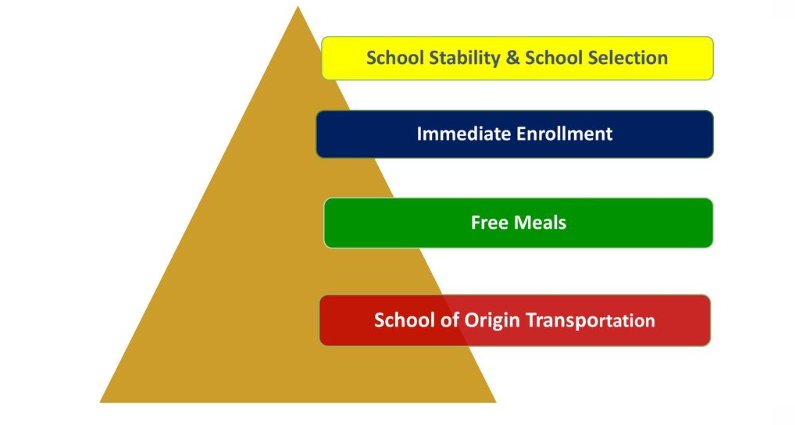 School Stability & School Selection
Immediate Enrollment
Free Meals
School of Origin Transportation